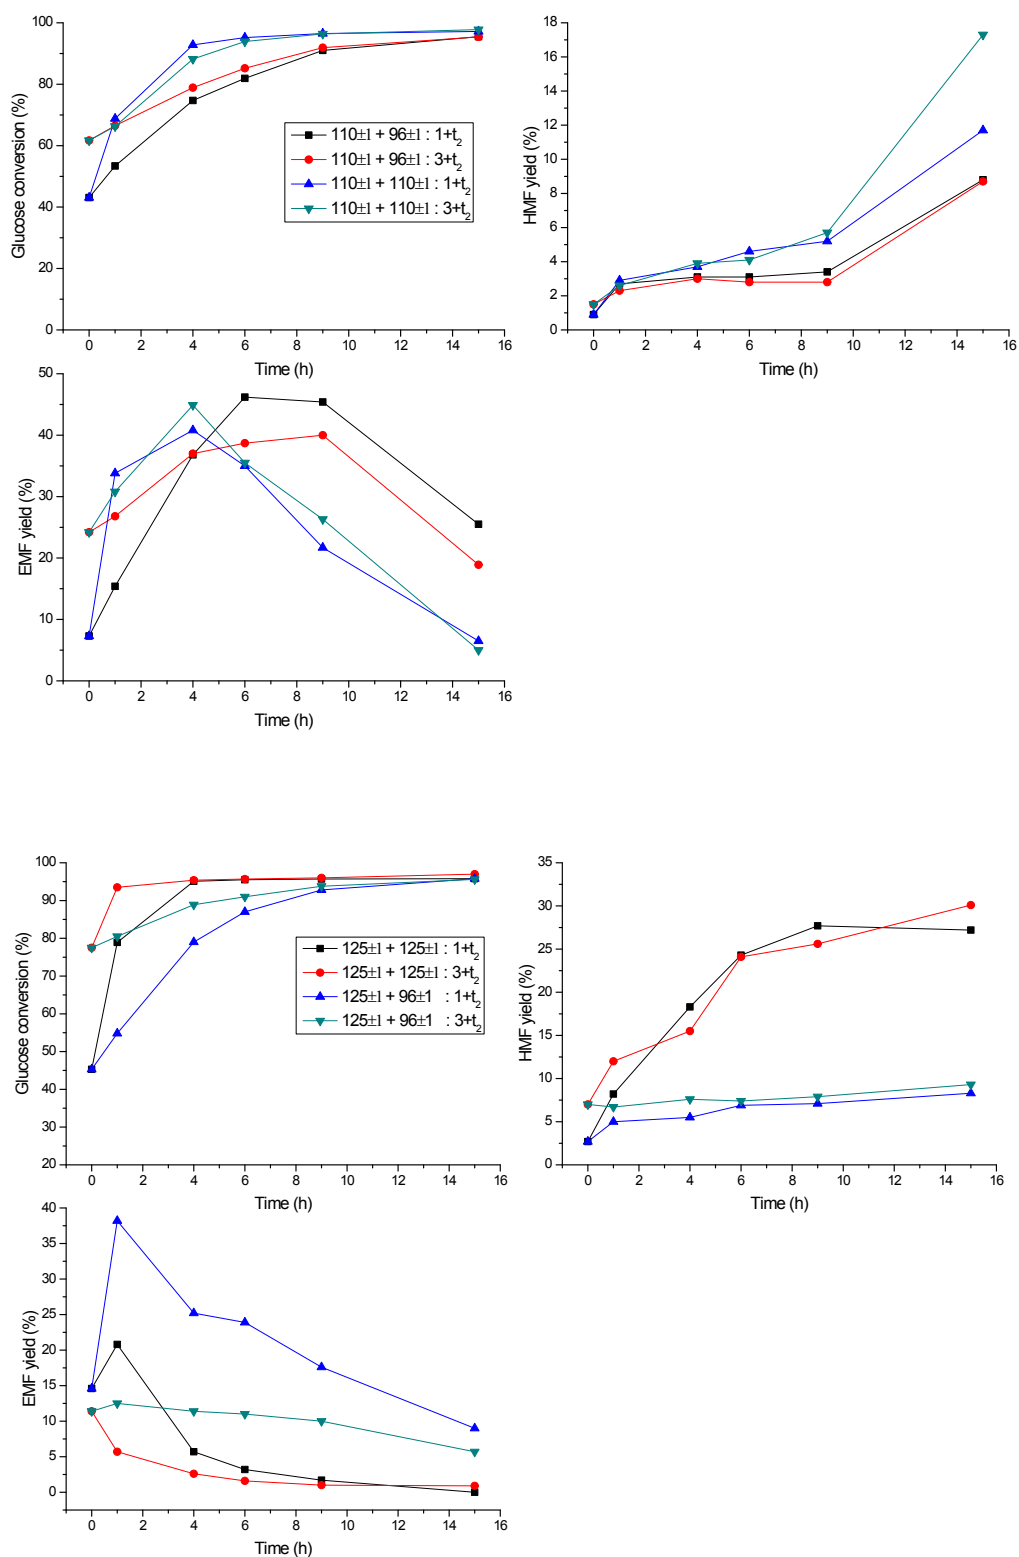 100
80
60
40
20
0
Glucose conversion (%)
110±1 + 96±1 : 1+t₂
110±1 + 96±1 : 3+t₂
110±1 + 110±1 : 1+t₂
110±1 + 110±1 : 3+t₂
0 2 4 6 8 10 12 14 16
Time (h)
18
16
14
12
10
8
6
4
2
0
HMF yield (%)
0 2 4 6 8 10 12 14 16
Time (h)
50
40
30
20
10
0
EMF yield (%)
0 2 4 6 8 10 12 14 16
Time (h)
100
90
80
70
60
50
40
30
20
Glucose conversion (%)
125±1 + 125±1 : 1+t₂
125±1 + 125±1 : 3+t₂
125±1 + 96±1 : 1+t₂
125±1 + 96±1 : 3+t₂
0 2 4 6 8 10 12 14 16
Time (h)
35
30
25
20
15
10
5
0
HMF yield (%)
0 2 4 6 8 10 12 14 16
Time (h)
40
35
30
25
20
15
10
5
0
EMF yield (%)
0 2 4 6 8 10 12 14 16
Time (h)